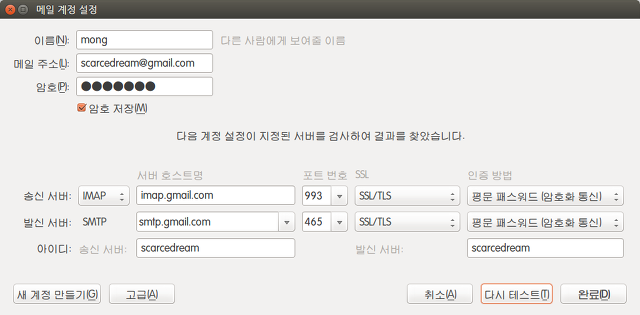 메일 계정 설정
이름(N): mong 다른 사람에게 보여줄 이름
메일 주소(L): scarcedream@gmail.com
암호(P): ●●●●●●●
암호 저장(M)
다음 계정 설정이 지정된 서버를 검사하여 결과를 찾았습니다.
서버 호스트명 포트 번호 SSL 인증 방법
송신 서버: IMAP imap.gmail.com 993 SSL/TLS 평문 패스워드 (암호화 통신)
발신 서버: SMTP smtp.gmail.com 465 SSL/TLS 평문 패스워드 (암호화 통신)
아이디: 송신 서버: scarcedream 발신 서버: scarcedream
새 계정 만들기(G) 고급(A) 취소(A) 다시 테스트(T) 완료(D)